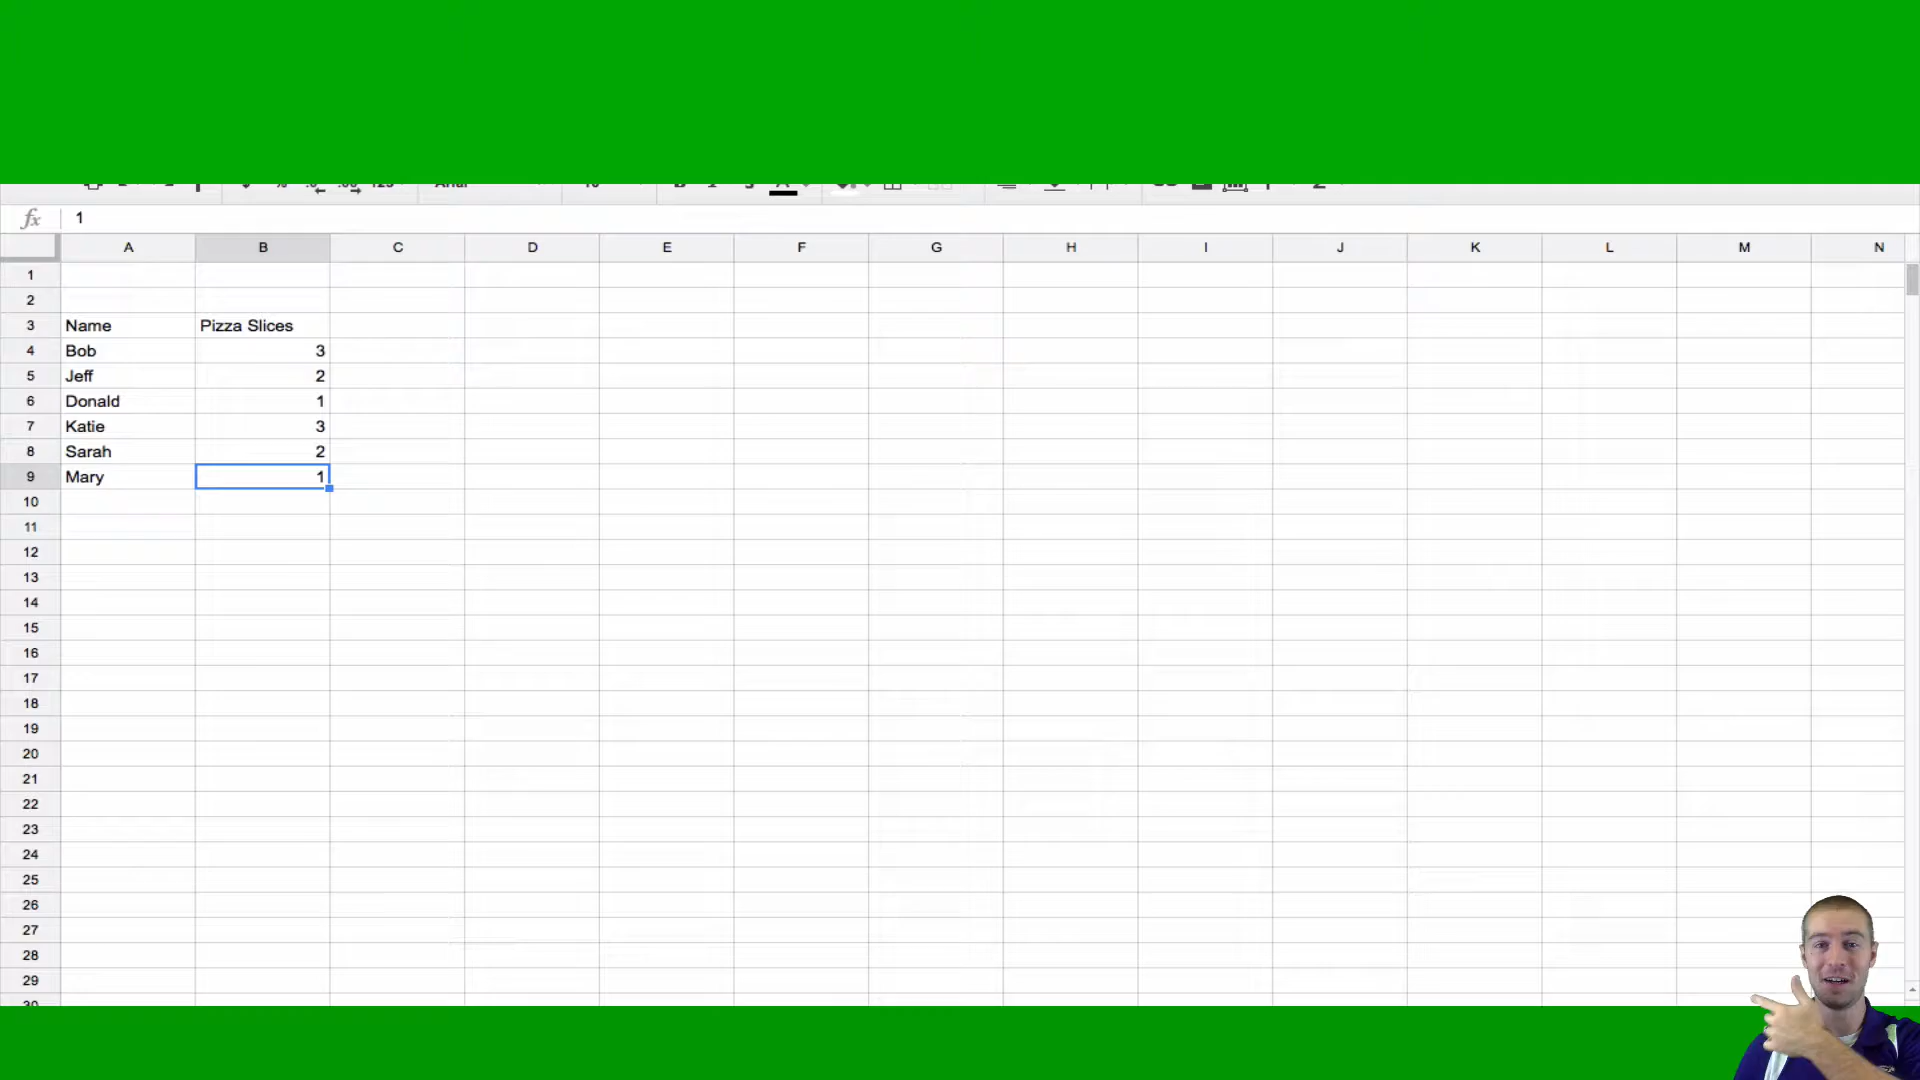 1
A B C D E F G H I J K L M N
1
2
3 Name Pizza Slices
4 Bob 3
5 Jeff 2
6 Donald 1
7 Katie 3
8 Sarah 2
9 Mary 1
10
11
12
13
14
15
16
17
18
19
20
21
22
23
24
25
26
27
28
29